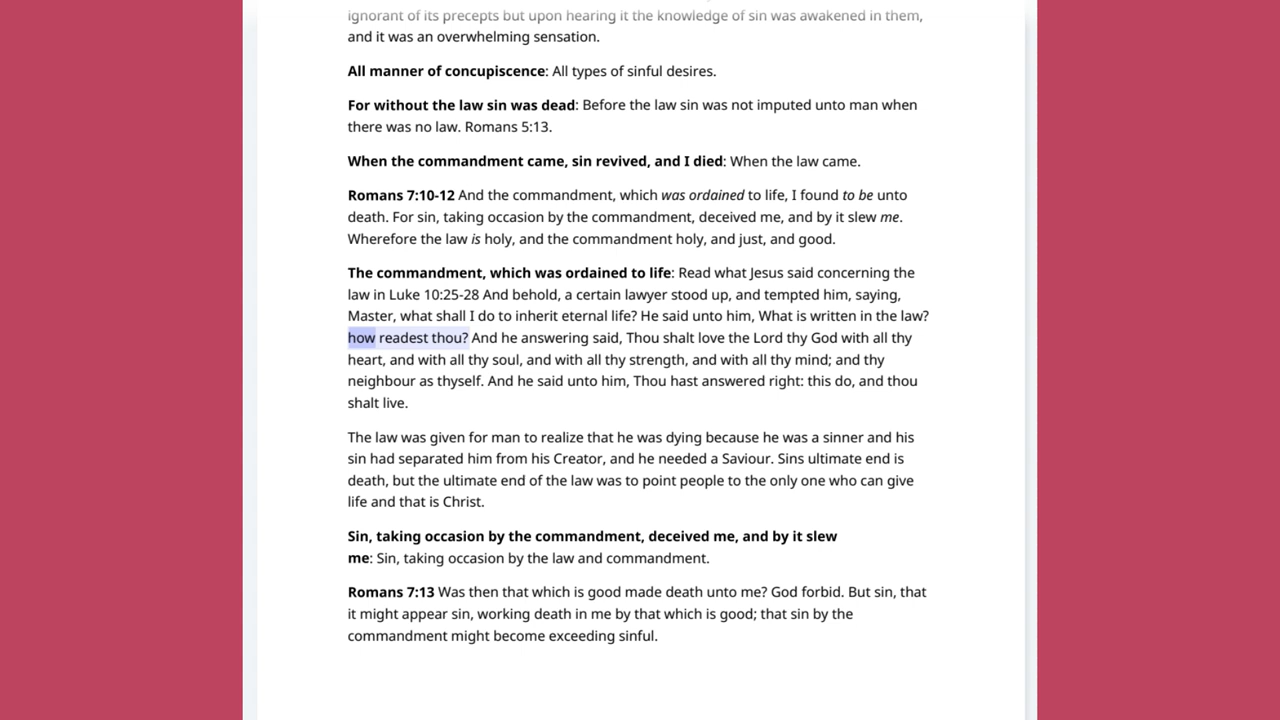 ignorant of its precepts but upon hearing it the knowledge of sin was awakened in them,
and it was an overwhelming sensation.
All manner of concupiscence: All types of sinful desires.
For without the law sin was dead: Before the law sin was not imputed unto man when
there was no law. Romans 5:13.
When the commandment came, sin revived, and I died: When the law came.
Romans 7:10-12 And the commandment, which was ordained to life, I found to be unto
death. For sin, taking occasion by the commandment, deceived me, and by it slew me.
Wherefore the law is holy, and the commandment holy, and just, and good.
The commandment, which was ordained to life: Read what Jesus said concerning the
law in Luke 10:25-28 And behold, a certain lawyer stood up, and tempted him, saying,
Master, what shall I do to inherit eternal life? He said unto him, What is written in the law?
how readest thou? And he answering said, Thou shalt love the Lord thy God with all thy
heart, and with all thy soul, and with all thy strength, and with all thy mind; and thy
neighbour as thyself. And he said unto him, Thou hast answered right: this do, and thou
shalt live.
The law was given for man to realize that he was dying because he was a sinner and his
sin had separated him from his Creator, and he needed a Saviour. Sins ultimate end is
death, but the ultimate end of the law was to point people to the only one who can give
life and that is Christ.
Sin, taking occasion by the commandment, deceived me, and by it slew
me: Sin, taking occasion by the law and commandment.
Romans 7:13 Was then that which is good made death unto me? God forbid. But sin, that
it might appear sin, working death in me by that which is good; that sin by the
commandment might become exceeding sinful.